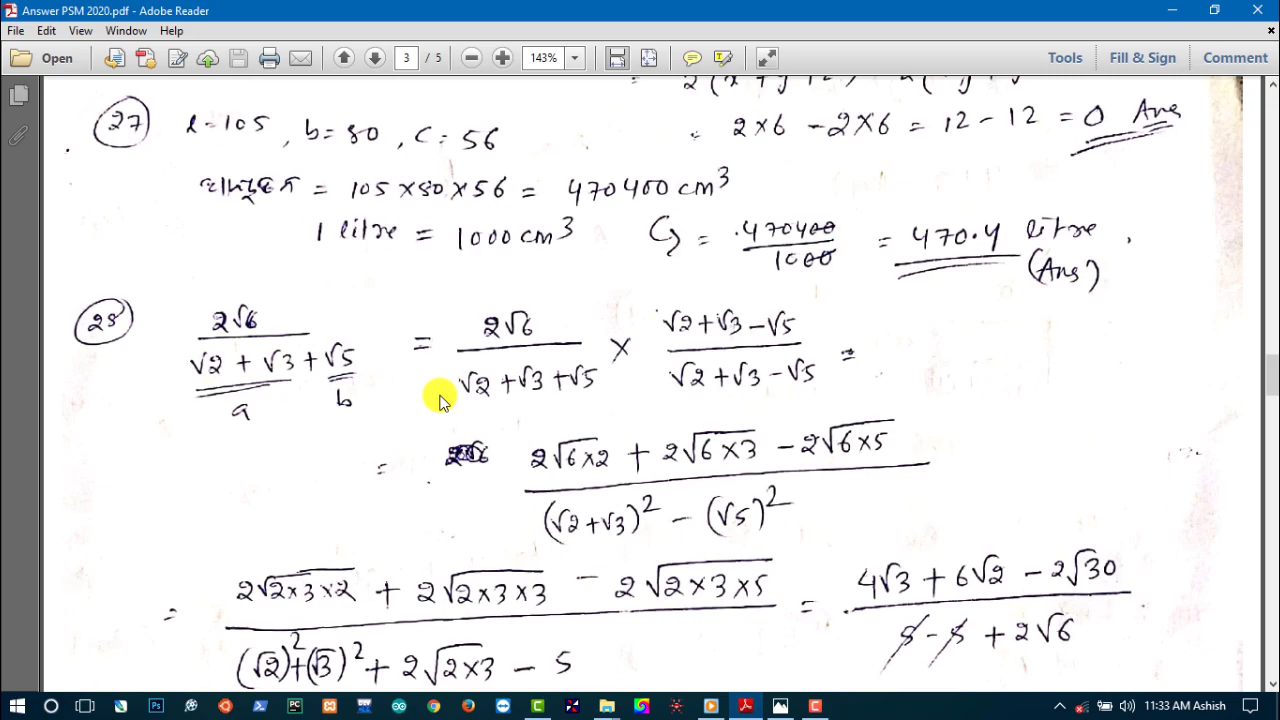 Answer PSM 2020.pdf - Adobe Reader
File Edit View Window Help
Open 3 / 5 143% Tools Fill & Sign Comment
27 l=105, b=80, c=56
= 2×6 - 2×6 = 12 - 12 = 0 Ans
= 105×80×56 = 470400 cm³
1 litre = 1000cm³ = 470400/1000 = 470.4 litre
(Ans)
28 2√6/(√2 + √3 + √5) = 2√6/(√2 + √3 + √5) × (√2+√3-√5)/(√2+√3-√5) =
a b
= (2√6×2 + 2√6×3 - 2√6×5)/((√2+√3)² - (√5)²)
= (2√2×3×2 + 2√2×3×3 - 2√2×3×5)/((√2)²+(√3)² + 2√2×3 - 5) = (4√3 + 6√2 - 2√30)/(5 - 5 + 2√6)
11:33 AM Ashish